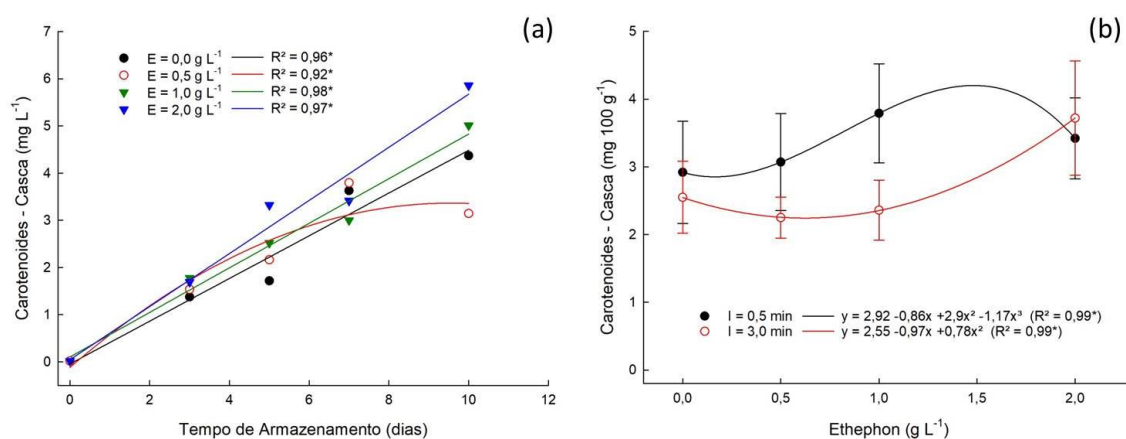 (a)
Carotenoides - Casca (mg L⁻¹)
7
6
5
4
3
2
1
0
E = 0,0 g L⁻¹ R² = 0,96*
E = 0,5 g L⁻¹ R² = 0,92*
E = 1,0 g L⁻¹ R² = 0,98*
E = 2,0 g L⁻¹ R² = 0,97*
0 2 4 6 8 10 12
Tempo de Armazenamento (dias)
(b)
Carotenoides - Casca (mg 100 g⁻¹)
5
4
3
2
1
0
I = 0,5 min y = 2,92 -0,86x +2,9x² -1,17x³ (R² = 0,99*)
I = 3,0 min y = 2,55 -0,97x +0,78x² (R² = 0,99*)
0,0 0,5 1,0 2,0
Ethephon (g L⁻¹)